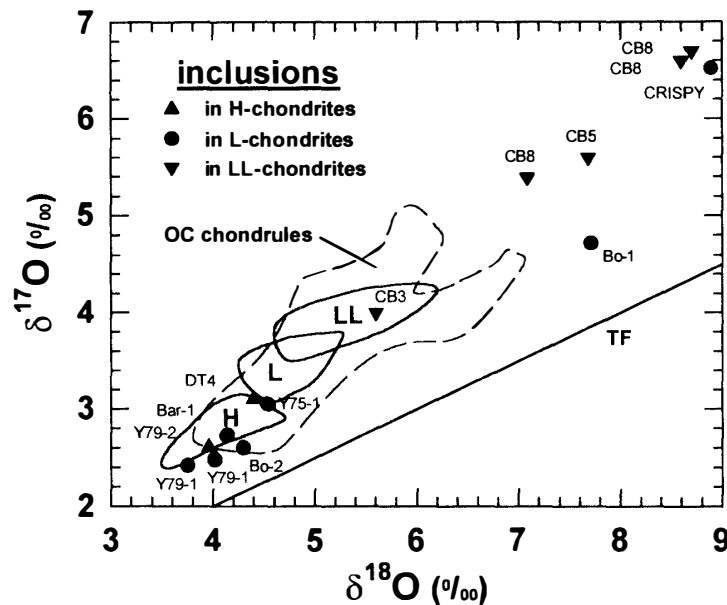 7
6
5
4
3
2
δ17O (o/oo)
inclusions
in H-chondrites
in L-chondrites
in LL-chondrites
CB8
CB8
CRISPY
CB5
CB8
OC chondrules
Bo-1
CB3
LL
TF
L
DT4
Y75-1
Bar-1
H
Y79-2
Bo-2
Y79-1
Y79-1
3 4 5 6 7 8 9
δ18O (o/oo)